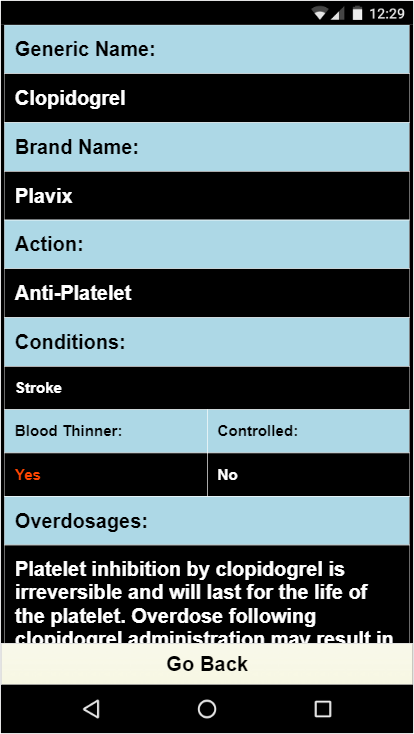 12:29
Generic Name:
Clopidogrel
Brand Name:
Plavix
Action:
Anti-Platelet
Conditions:
Stroke
Blood Thinner: Controlled:
Yes No
Overdosages:
Platelet inhibition by clopidogrel is
irreversible and will last for the life of
the platelet. Overdose following
clopidogrel administration may result in
Go Back